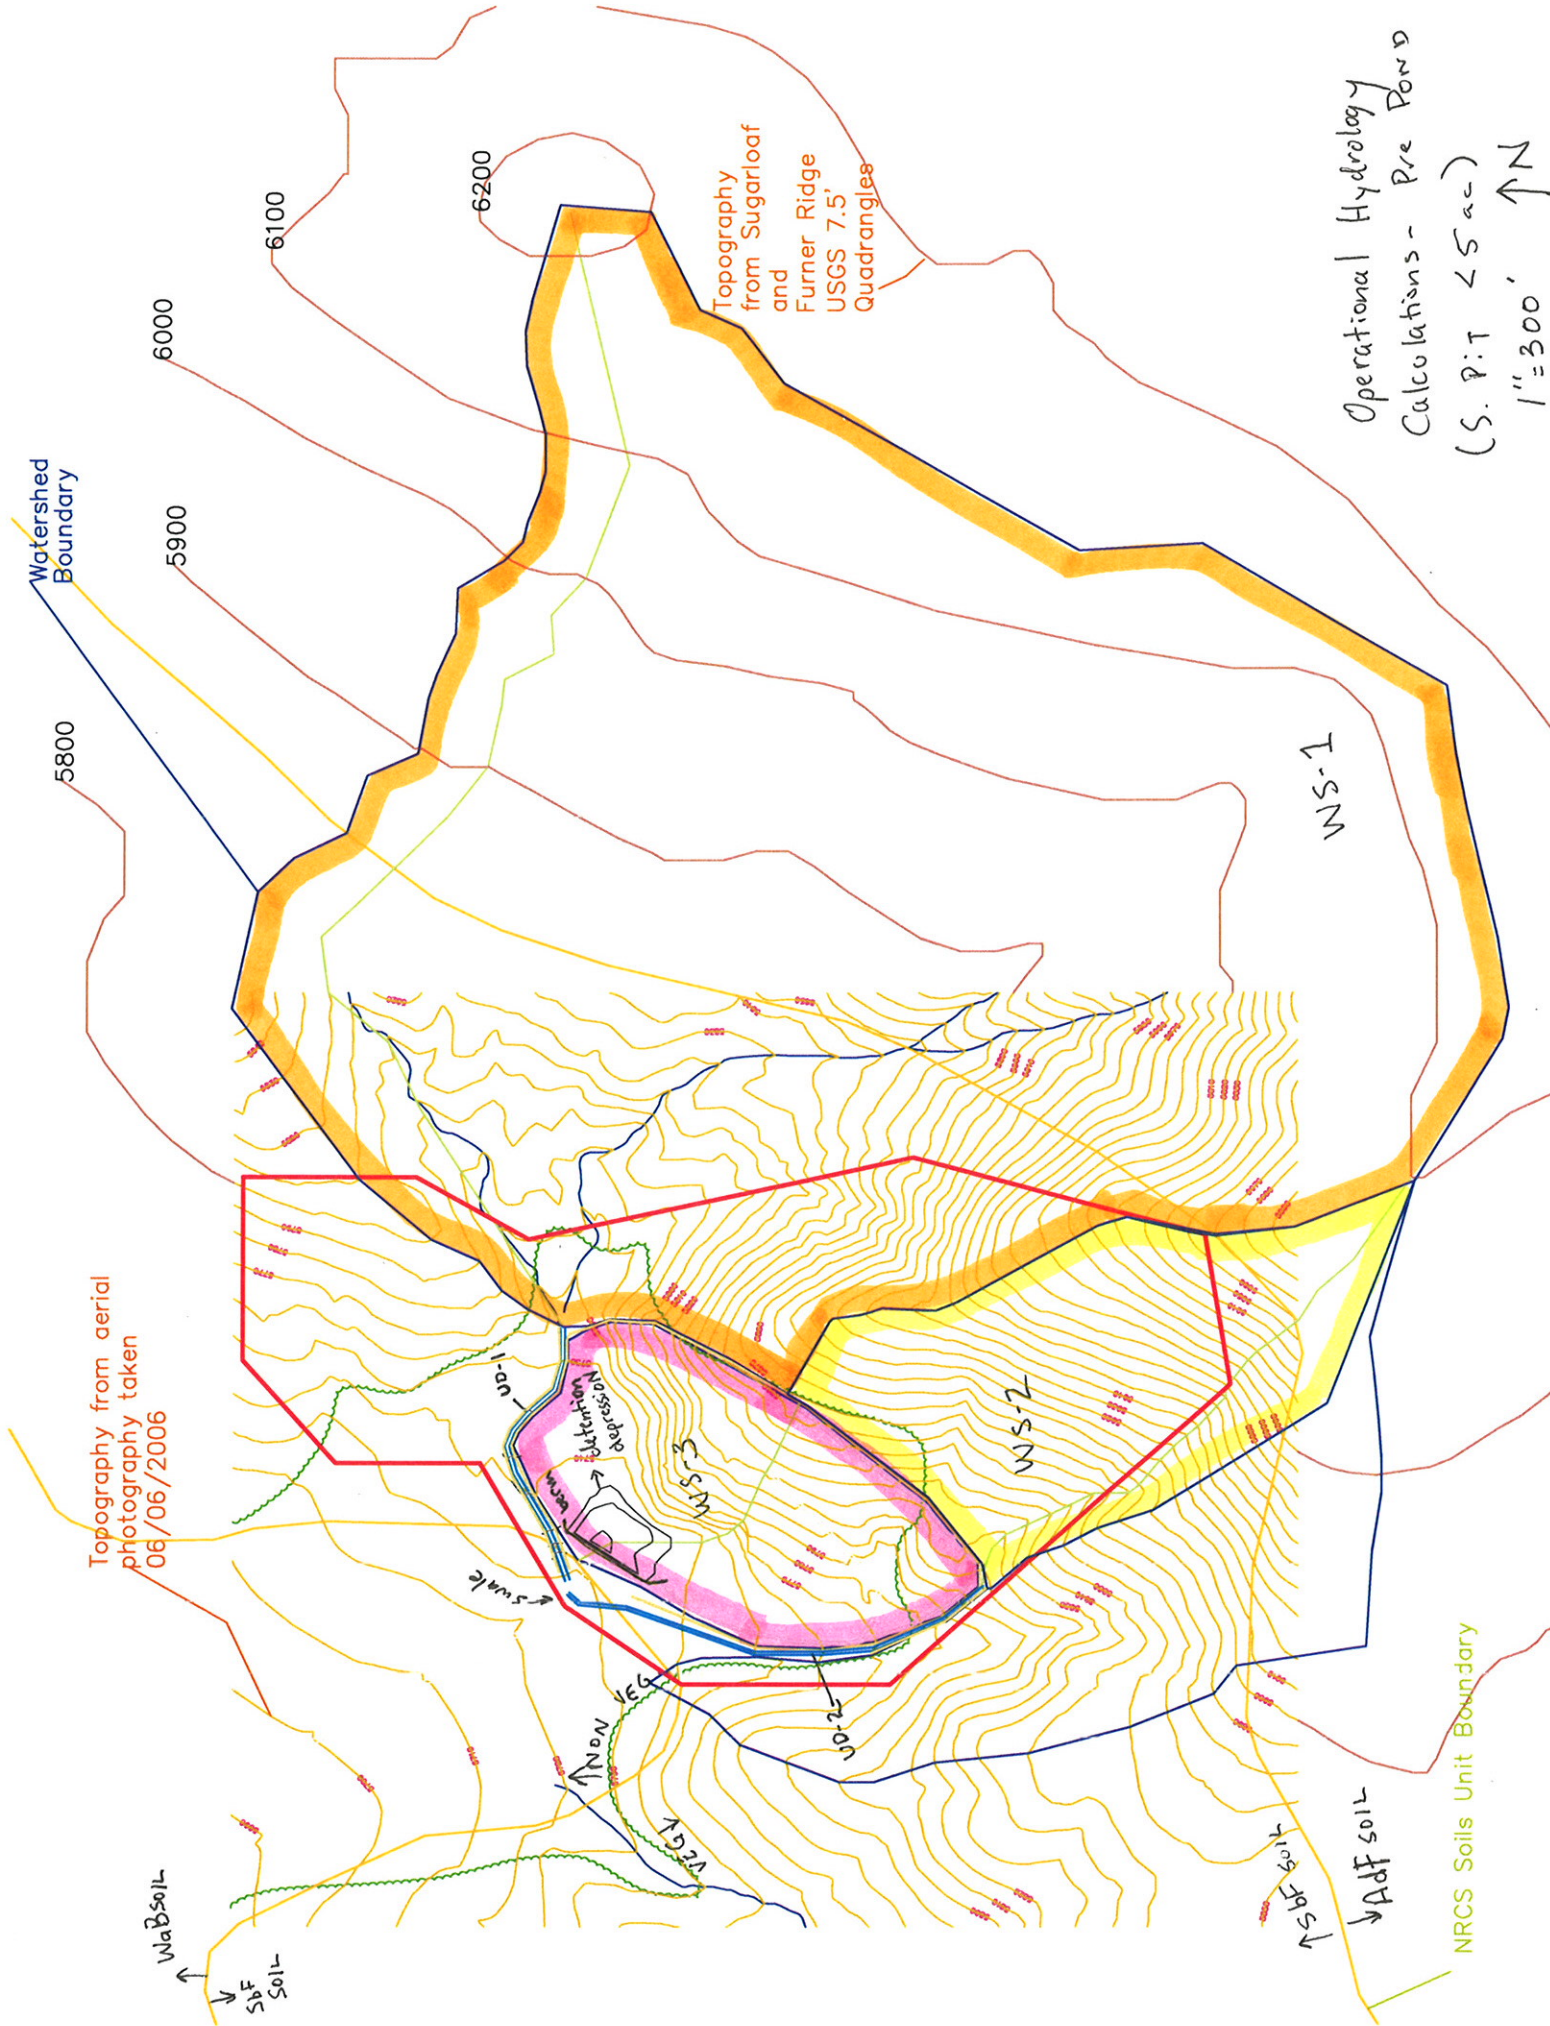 Operational Hydrology
Calculations - Pre Pond
(S. Pit < 5 ac)
1"=300' ↑N
Topography
from Sugarloaf
and
Furner Ridge
USGS 7.5'
Quadrangles
6200
6100
6000
5900
5800
Watershed
Boundary
Topography from aerial
photography taken
06/06/2006
WS-1
WS-2
WS-3
UD-1
UD-2
detention
depression
berm
swale
NON VEG
VEG
WaB SOIL
SbF
SOIL
SbF SOIL
AdF SOIL
NRCS Soils Unit Boundary